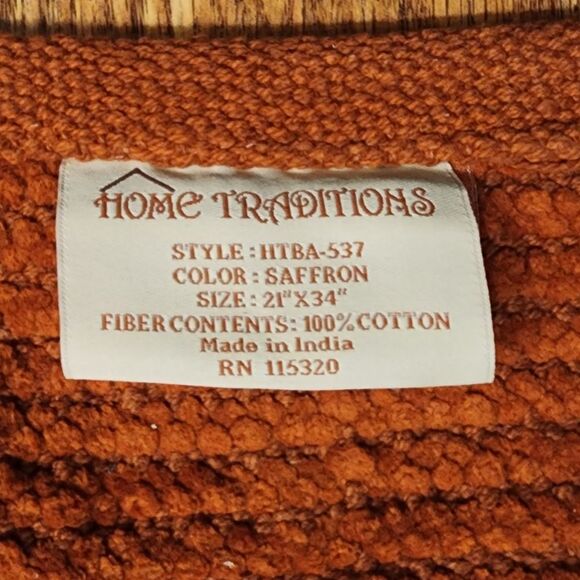 HOME TRADITIONS
STYLE : HTBA-537
COLOR : SAFFRON
SIZE : 21"X34"
FIBER CONTENTS: 100% COTTON
Made in India
RN 115320